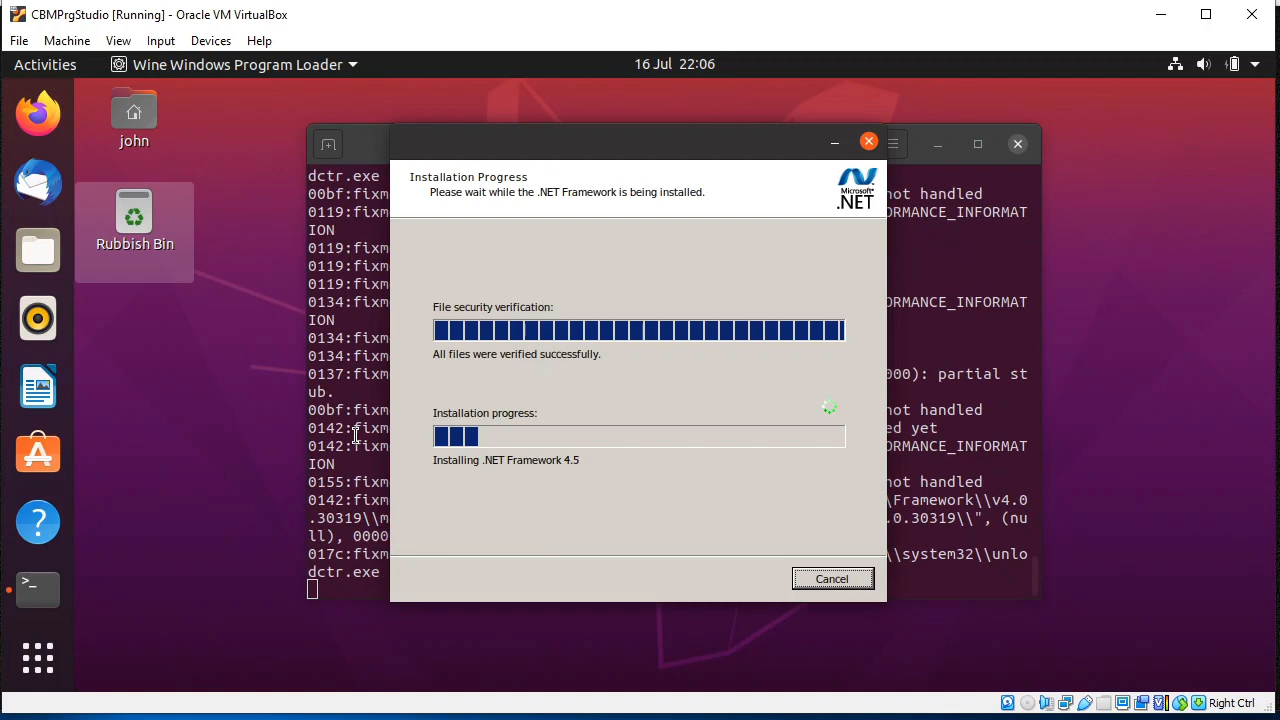 CBMPrgStudio [Running] - Oracle VM VirtualBox
File Machine View Input Devices Help
Activities Wine Windows Program Loader 16 Jul 22:06
john
Rubbish Bin
Installation Progress
Please wait while the .NET Framework is being installed.
Microsoft®
.NET
File security verification:
All files were verified successfully.
Installation progress:
Installing .NET Framework 4.5
Cancel
dctr.exe
00bf:fixm not handled
0119:fixm ORMANCE_INFORMAT
ION
0119:fixm
0119:fixm
0119:fixm
0134:fixm ORMANCE_INFORMAT
ION
0134:fixm
0134:fixm
0137:fixm 000): partial st
ub.
00bf:fixm not handled
0142:fixm ed yet
0142:fixm ORMANCE_INFORMAT
ION
0155:fixm not handled
0142:fixm \Framework\\v4.0
.30319\\m .0.30319\\", (nu
ll), 0000
017c:fixm \\system32\\unlo
dctr.exe
Right Ctrl